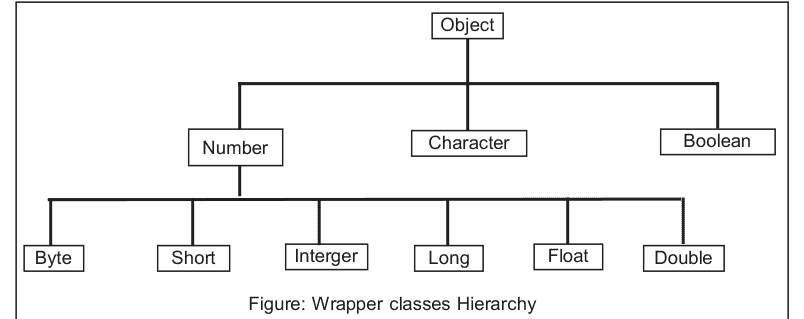 Object
Number
Character
Boolean
Byte
Short
Interger
Long
Float
Double
Figure: Wrapper classes Hierarchy